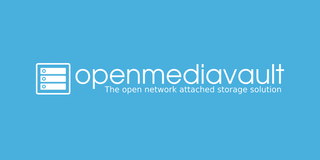 openmediavault
The open network attached storage solution